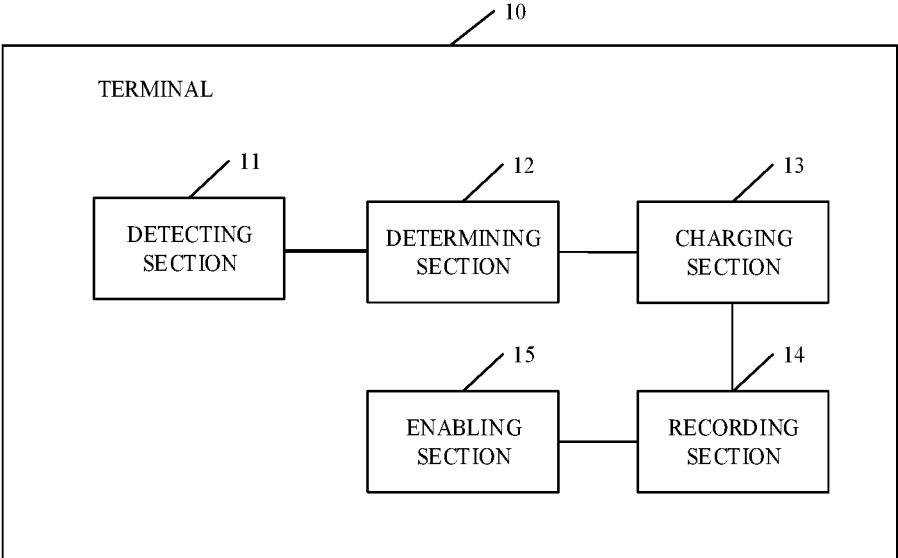 10
TERMINAL
11
12
13
DETECTING
SECTION
DETERMINING
SECTION
CHARGING
SECTION
15
14
ENABLING
SECTION
RECORDING
SECTION